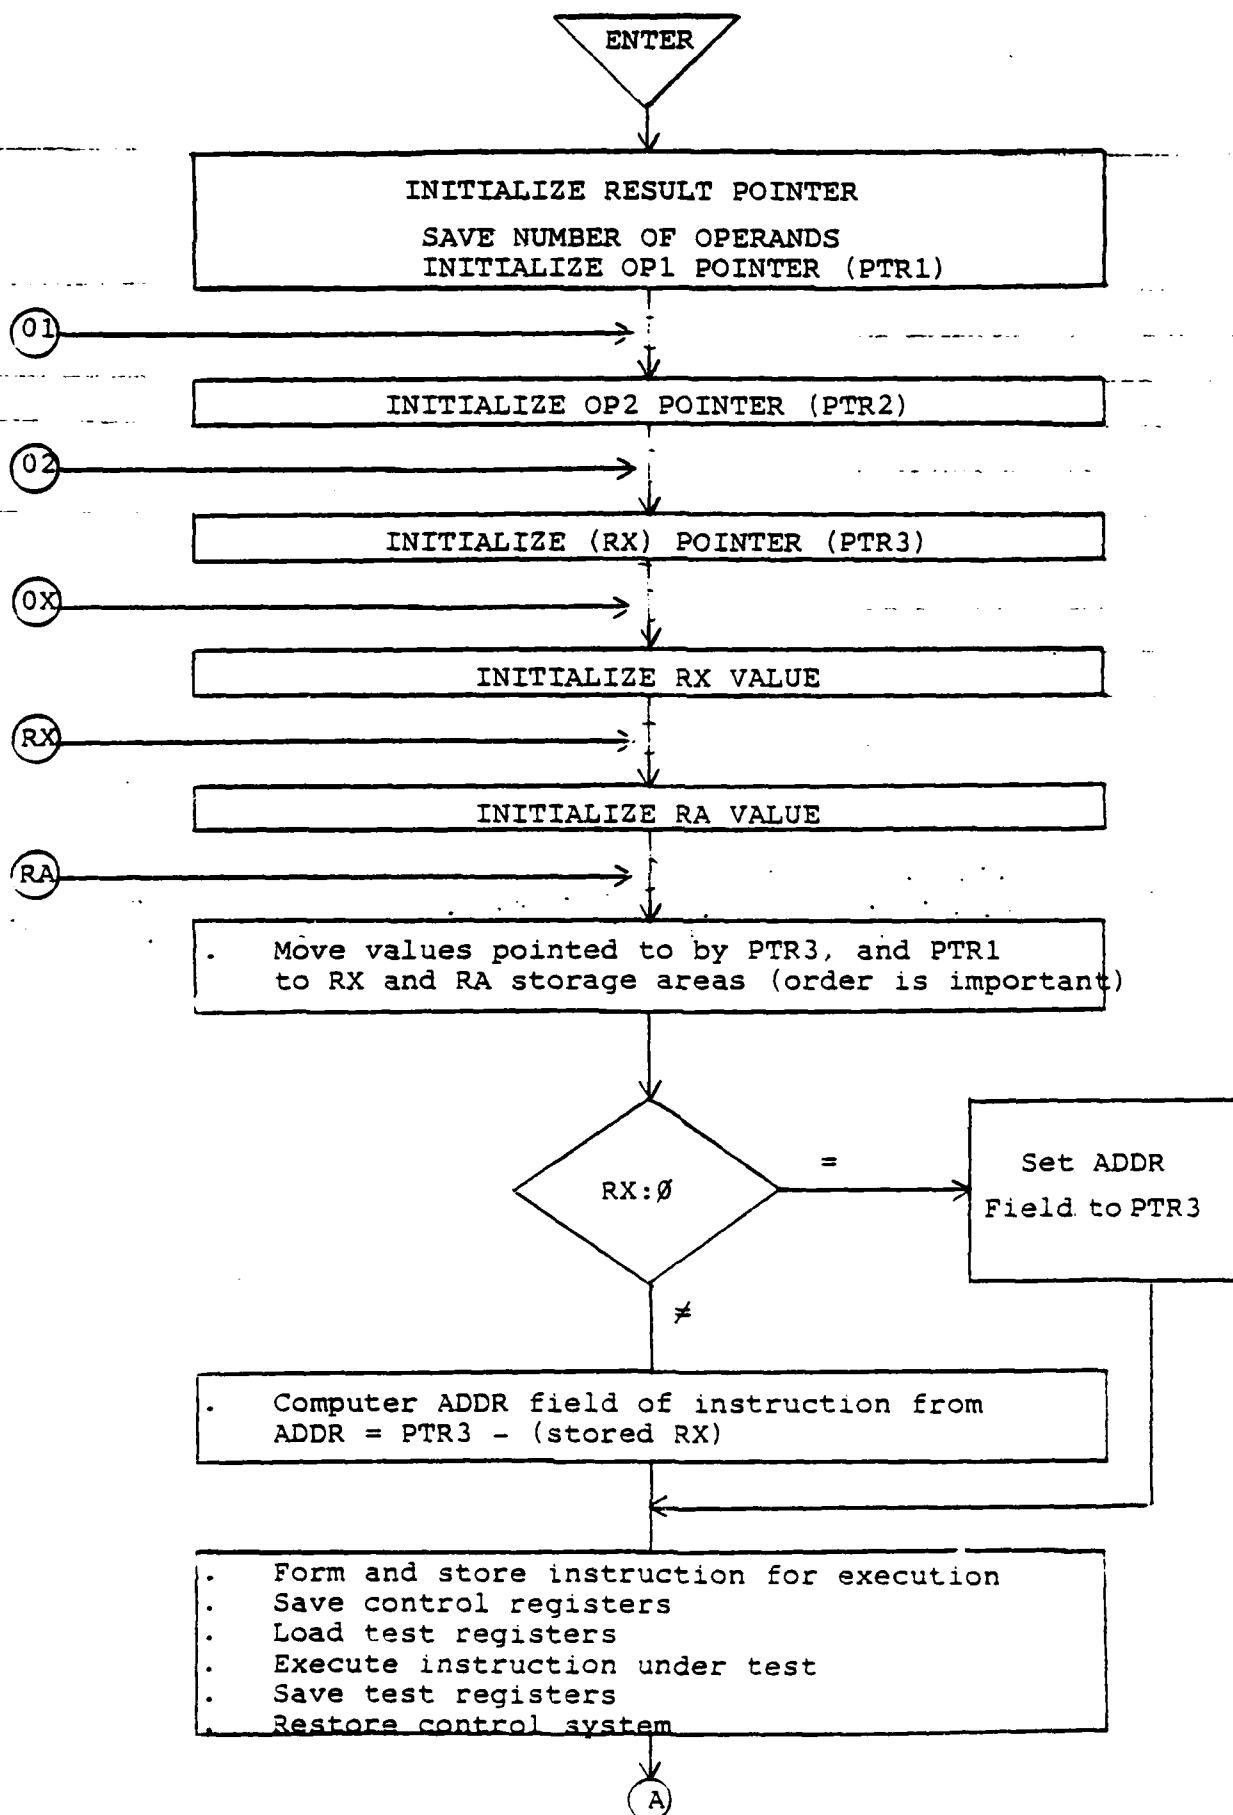 ENTER
INITIALIZE RESULT POINTER
SAVE NUMBER OF OPERANDS
INITIALIZE OP1 POINTER (PTR1)
01
INITIALIZE OP2 POINTER (PTR2)
02
INITIALIZE (RX) POINTER (PTR3)
0X
INITIALIZE RX VALUE
RX
INITIALIZE RA VALUE
RA
. Move values pointed to by PTR3, and PTR1
to RX and RA storage areas (order is important)
RX:Ø
=
Set ADDR
Field to PTR3
≠
. Computer ADDR field of instruction from
ADDR = PTR3 - (stored RX)
. Form and store instruction for execution
. Save control registers
. Load test registers
. Execute instruction under test
. Save test registers
. Restore control system
A